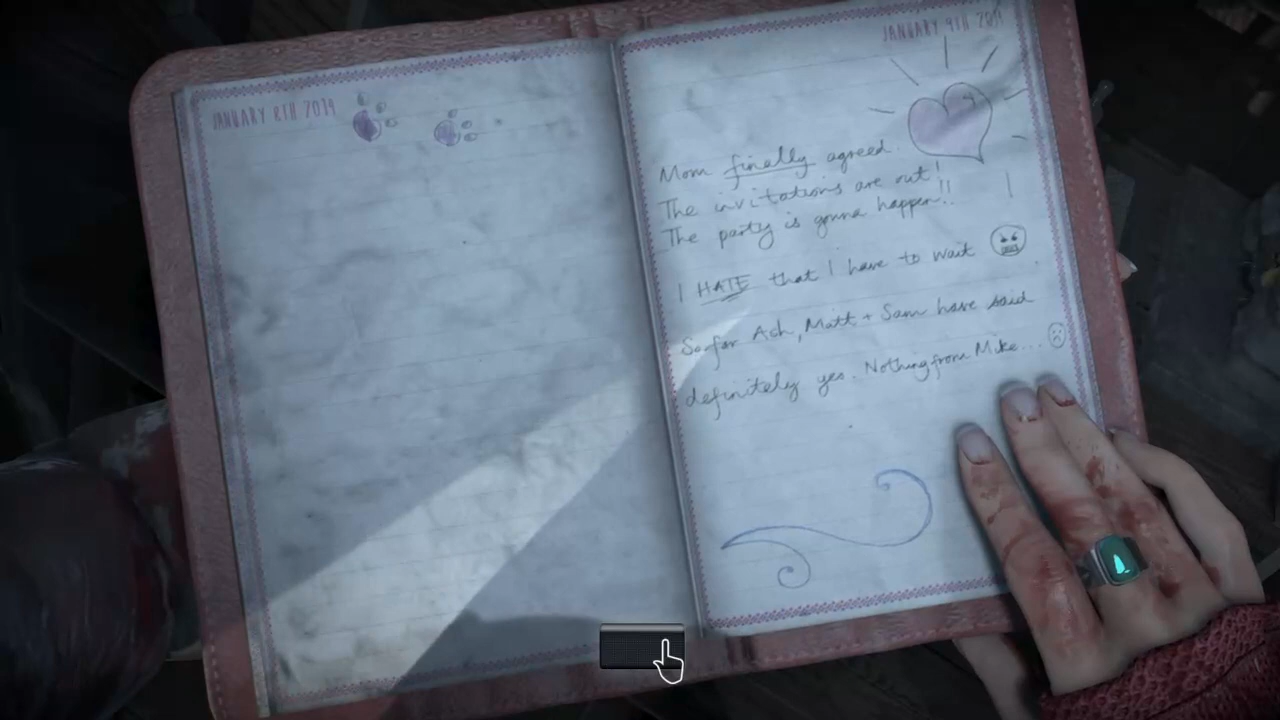 JANUARY 8TH 2014
JANUARY 9TH 2014
Mom finally agreed.
The invitations are out!
The party is gonna happen!!
I HATE that I have to wait
So far Ash, Matt + Sam have said
definitely yes. Nothing from Mike...